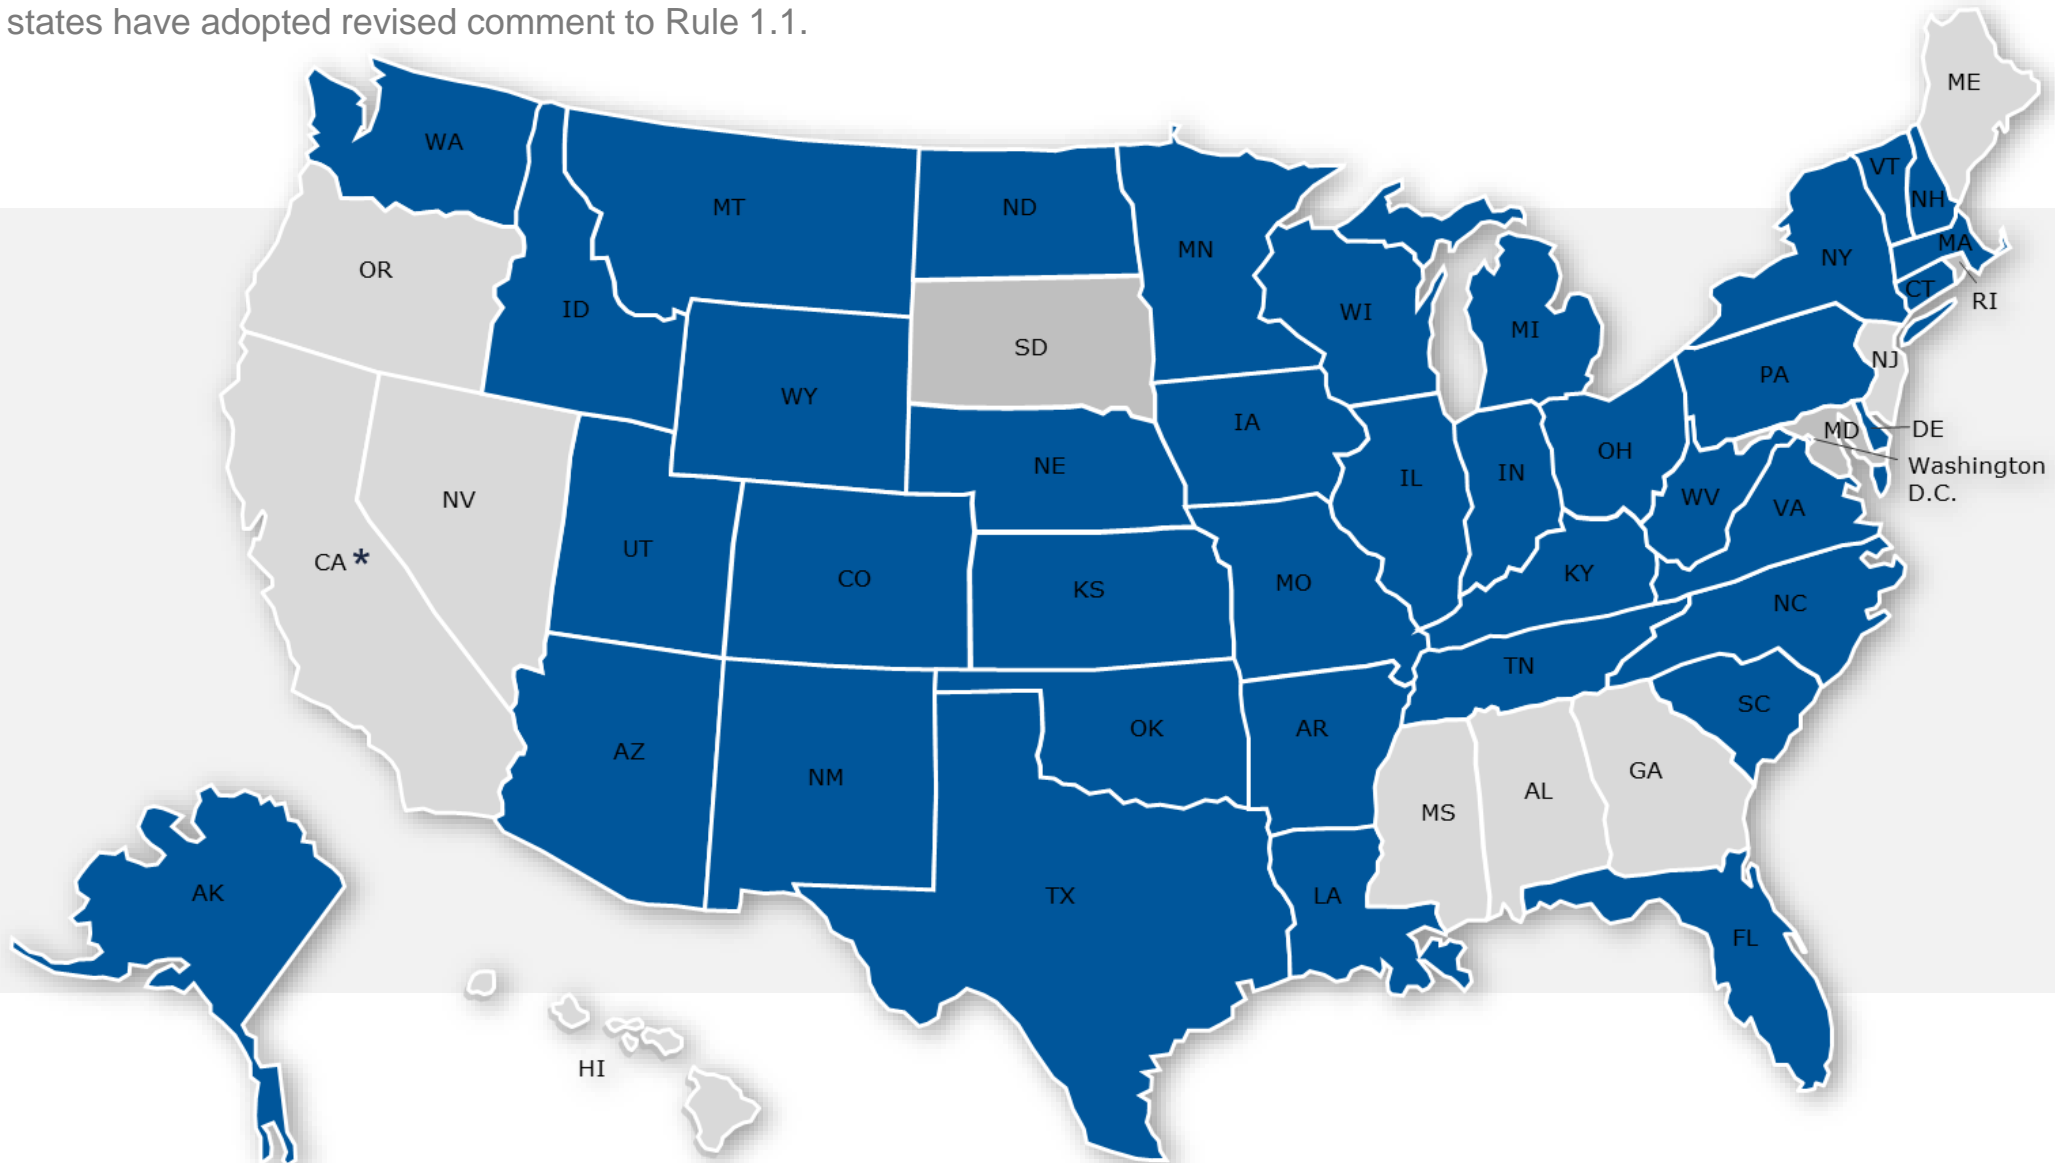 states have adopted revised comment to Rule 1.1.
ME
WA
VT
NH
MT
ND
MN
MA
NY
OR
CT
RI
ID
WI
MI
SD
NJ
PA
WY
IA
MD
DE
NE
OH
Washington
D.C.
IL
IN
NV
WV
VA
UT
CA *
CO
KS
MO
KY
NC
TN
SC
AZ
NM
OK
AR
GA
AL
MS
AK
TX
LA
FL
HI